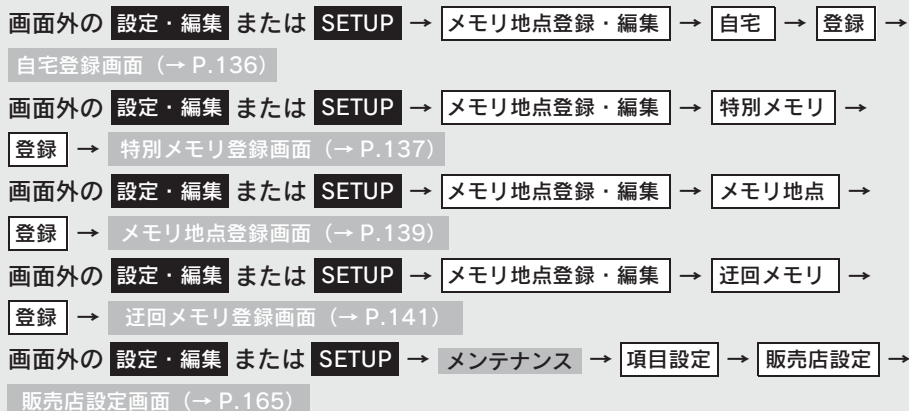 画面外の 設定・編集 または SETUP → メモリ地点登録・編集 → 自宅 → 登録 →
自宅登録画面（→ P.136）
画面外の 設定・編集 または SETUP → メモリ地点登録・編集 → 特別メモリ →
登録 → 特別メモリ登録画面（→ P.137）
画面外の 設定・編集 または SETUP → メモリ地点登録・編集 → メモリ地点 →
登録 → メモリ地点登録画面（→ P.139）
画面外の 設定・編集 または SETUP → メモリ地点登録・編集 → 迂回メモリ →
登録 → 迂回メモリ登録画面（→ P.141）
画面外の 設定・編集 または SETUP → メンテナンス → 項目設定 → 販売店設定 →
販売店設定画面（→ P.165）